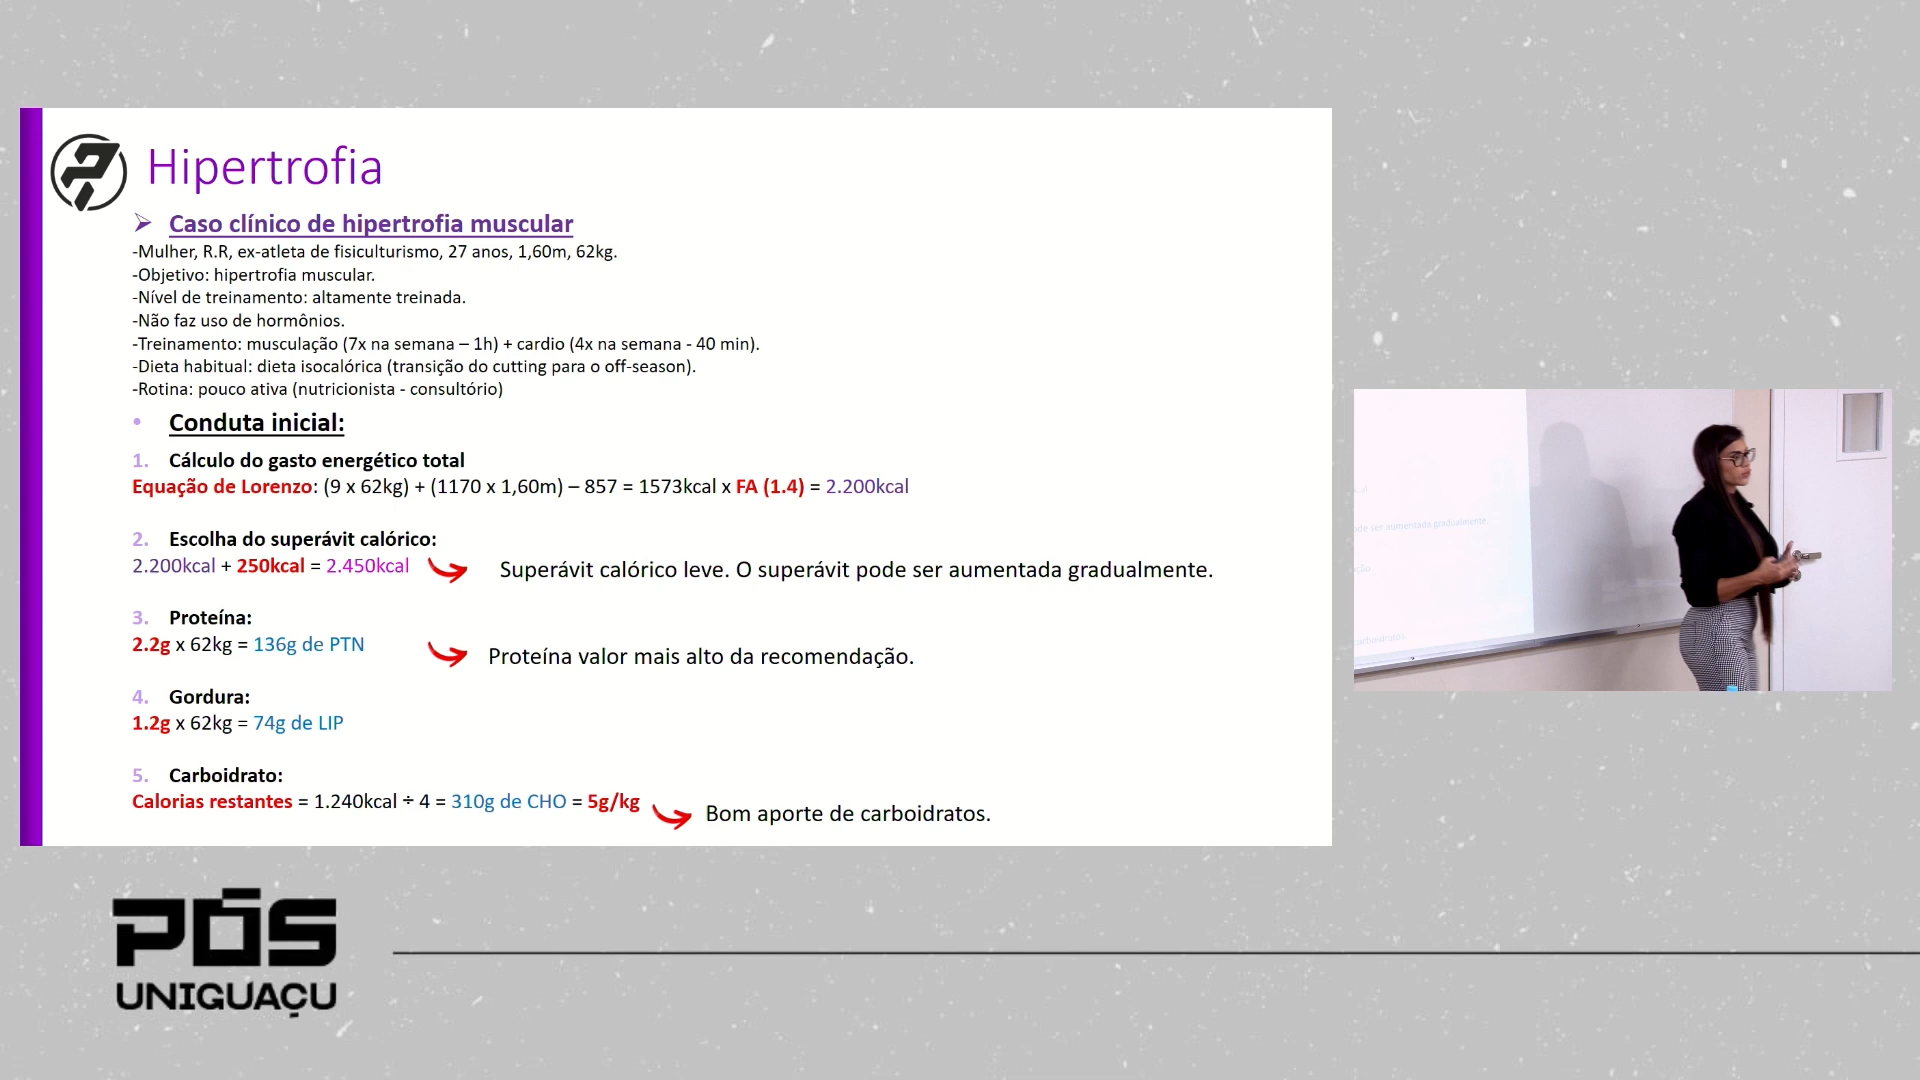 Hipertrofia
➢ Caso clínico de hipertrofia muscular
-Mulher, R.R, ex-atleta de fisiculturismo, 27 anos, 1,60m, 62kg.
-Objetivo: hipertrofia muscular.
-Nível de treinamento: altamente treinada.
-Não faz uso de hormônios.
-Treinamento: musculação (7x na semana – 1h) + cardio (4x na semana - 40 min).
-Dieta habitual: dieta isocalórica (transição do cutting para o off-season).
-Rotina: pouco ativa (nutricionista - consultório)
• Conduta inicial:
1. Cálculo do gasto energético total
Equação de Lorenzo: (9 x 62kg) + (1170 x 1,60m) – 857 = 1573kcal x FA (1.4) = 2.200kcal
2. Escolha do superávit calórico:
2.200kcal + 250kcal = 2.450kcal
Superávit calórico leve. O superávit pode ser aumentada gradualmente.
3. Proteína:
2.2g x 62kg = 136g de PTN
Proteína valor mais alto da recomendação.
4. Gordura:
1.2g x 62kg = 74g de LIP
5. Carboidrato:
Calorias restantes = 1.240kcal ÷ 4 = 310g de CHO = 5g/kg
Bom aporte de carboidratos.
ser aumentada gradualmente.
carboidratos.
PÓS
UNIGUAÇU